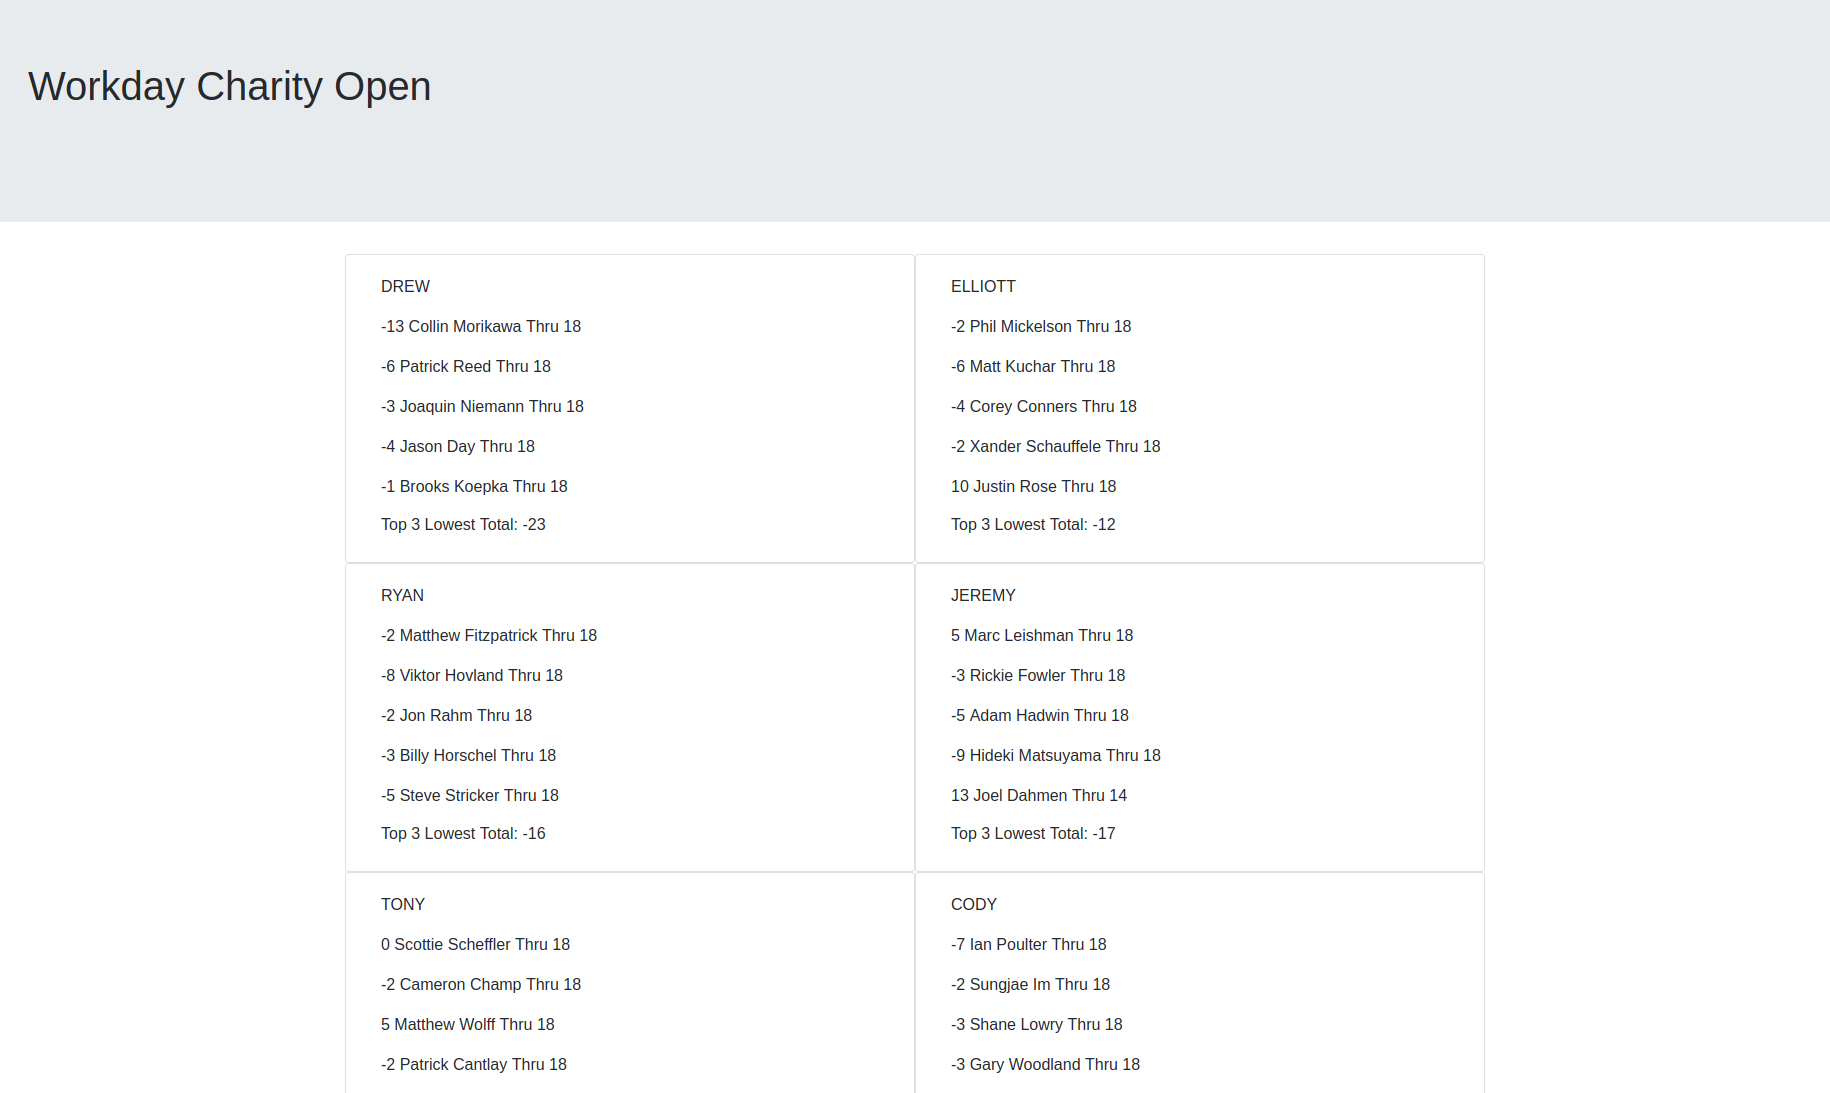 Workday Charity Open
DREW
-13 Collin Morikawa Thru 18
-6 Patrick Reed Thru 18
-3 Joaquin Niemann Thru 18
-4 Jason Day Thru 18
-1 Brooks Koepka Thru 18
Top 3 Lowest Total: -23
ELLIOTT
-2 Phil Mickelson Thru 18
-6 Matt Kuchar Thru 18
-4 Corey Conners Thru 18
-2 Xander Schauffele Thru 18
10 Justin Rose Thru 18
Top 3 Lowest Total: -12
RYAN
-2 Matthew Fitzpatrick Thru 18
-8 Viktor Hovland Thru 18
-2 Jon Rahm Thru 18
-3 Billy Horschel Thru 18
-5 Steve Stricker Thru 18
Top 3 Lowest Total: -16
JEREMY
5 Marc Leishman Thru 18
-3 Rickie Fowler Thru 18
-5 Adam Hadwin Thru 18
-9 Hideki Matsuyama Thru 18
13 Joel Dahmen Thru 14
Top 3 Lowest Total: -17
TONY
0 Scottie Scheffler Thru 18
-2 Cameron Champ Thru 18
5 Matthew Wolff Thru 18
-2 Patrick Cantlay Thru 18
CODY
-7 Ian Poulter Thru 18
-2 Sungjae Im Thru 18
-3 Shane Lowry Thru 18
-3 Gary Woodland Thru 18